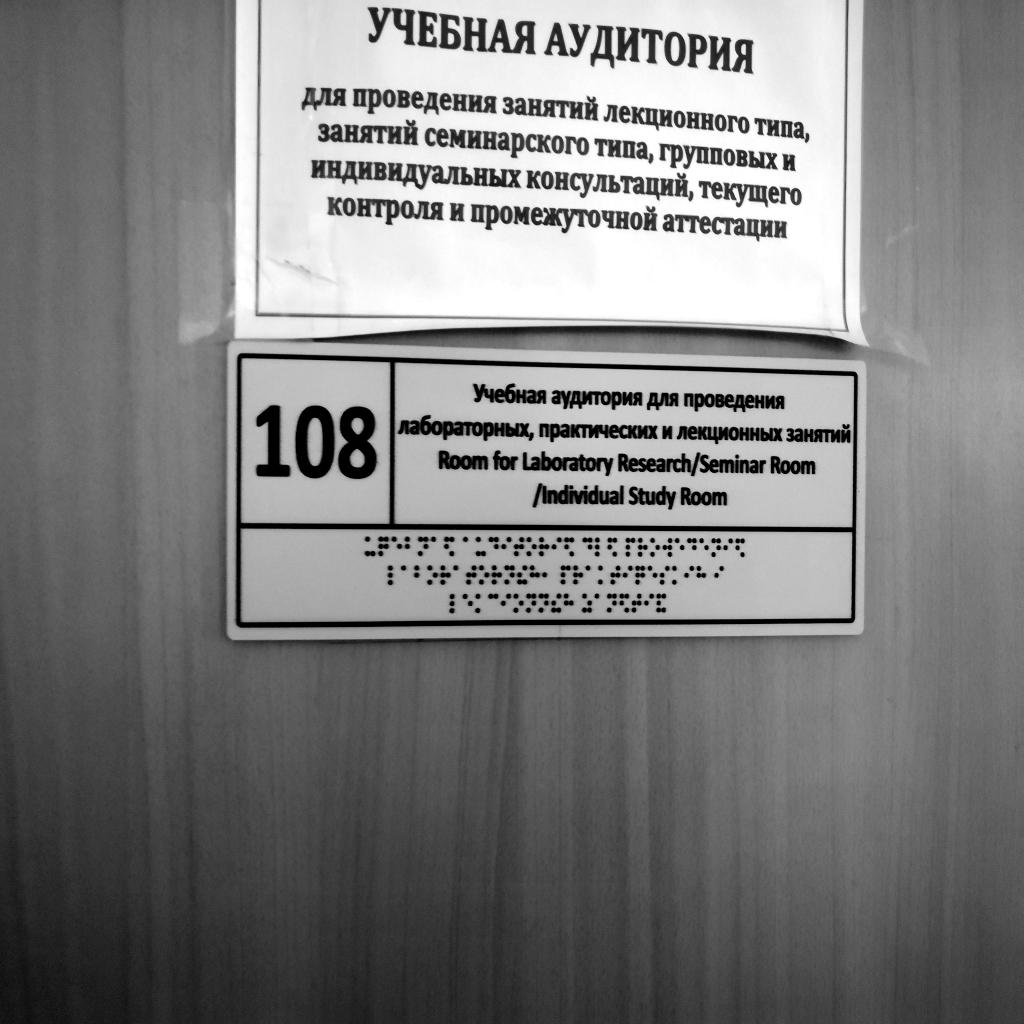 УЧЕБНАЯ АУДИТОРИЯ
для проведения занятий лекционного типа,
занятий семинарского типа, групповых и
индивидуальных консультаций, текущего
контроля и промежуточной аттестации
108
Учебная аудитория для проведения
лабораторных, практических и лекционных занятий
Room for Laboratory Research/Seminar Room
/Individual Study Room